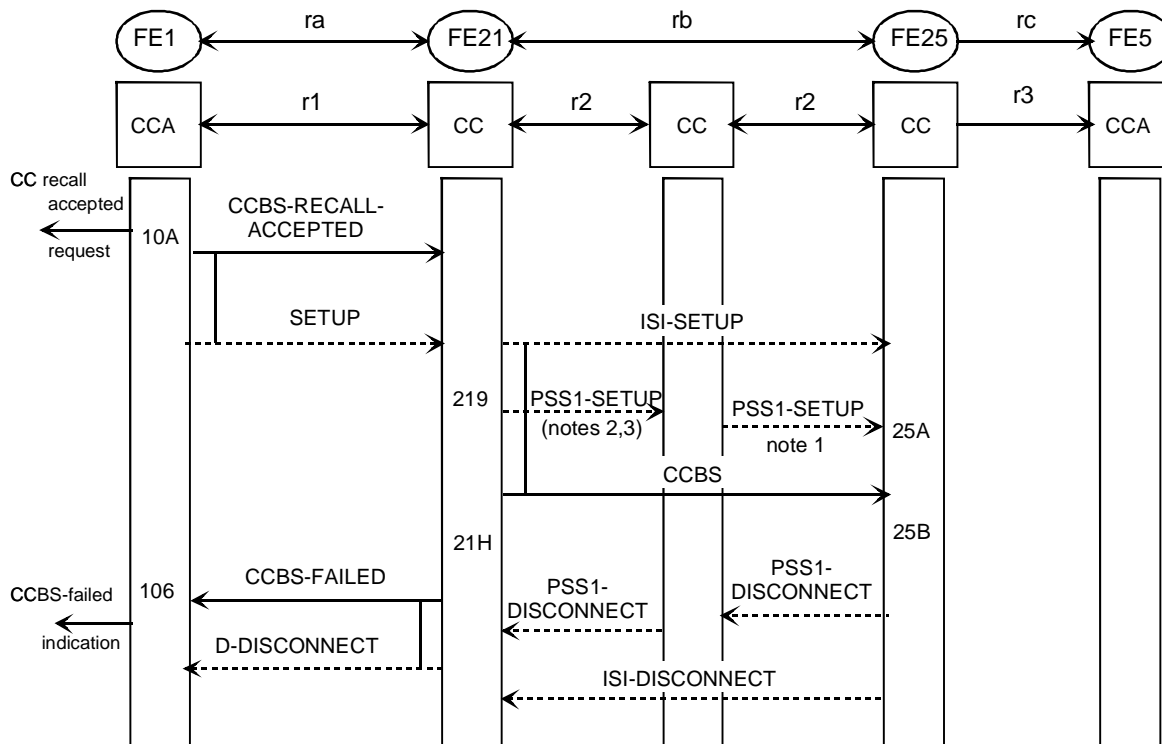 FE1
ra
FE21
rb
FE25
rc
FE5
CCA
r1
CC
r2
CC
r2
CC
r3
CCA
CC recall
accepted
request
10A
CCBS-RECALL-
ACCEPTED
SETUP
ISI-SETUP
219
PSS1-SETUP
(notes 2,3)
PSS1-SETUP
note 1
25A
CCBS
21H
25B
CCBS-failed
indication
106
CCBS-FAILED
PSS1-
DISCONNECT
PSS1-
DISCONNECT
D-DISCONNECT
ISI-DISCONNECT